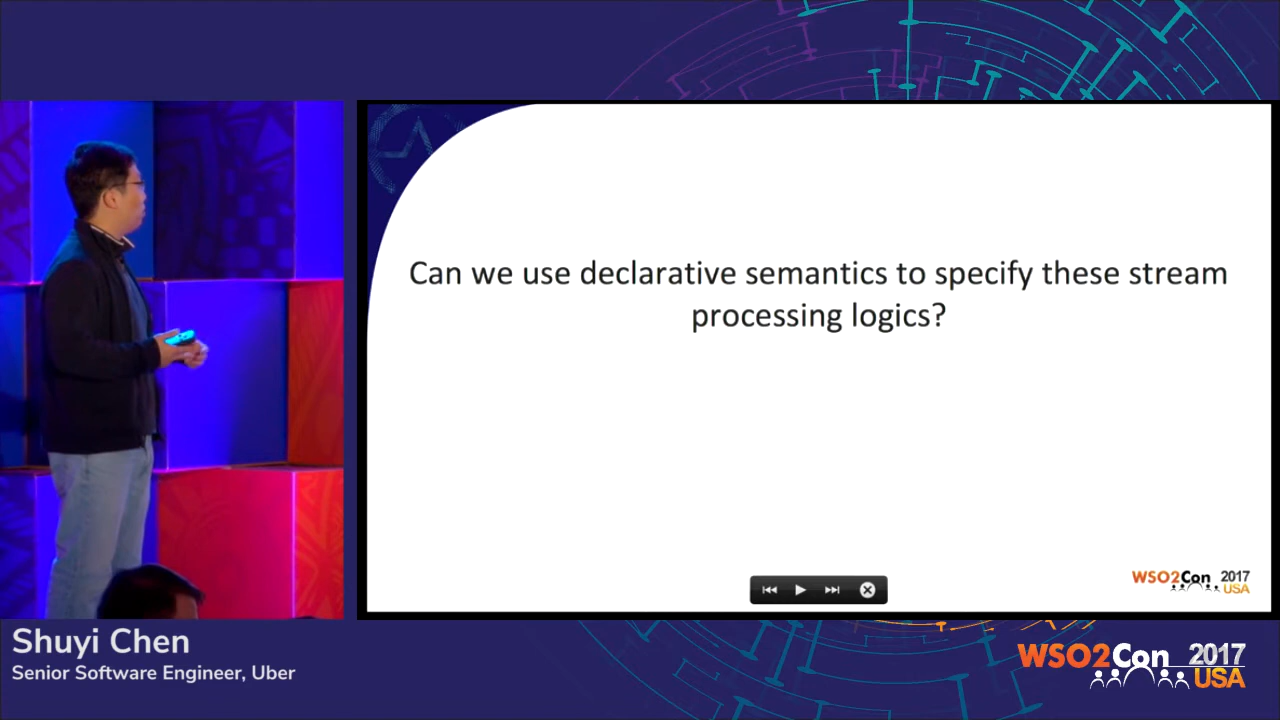 Can we use declarative semantics to specify these stream
processing logics?
WSO2Con 2017
USA
Shuyi Chen
Senior Software Engineer, Uber
WSO2Con 2017
USA